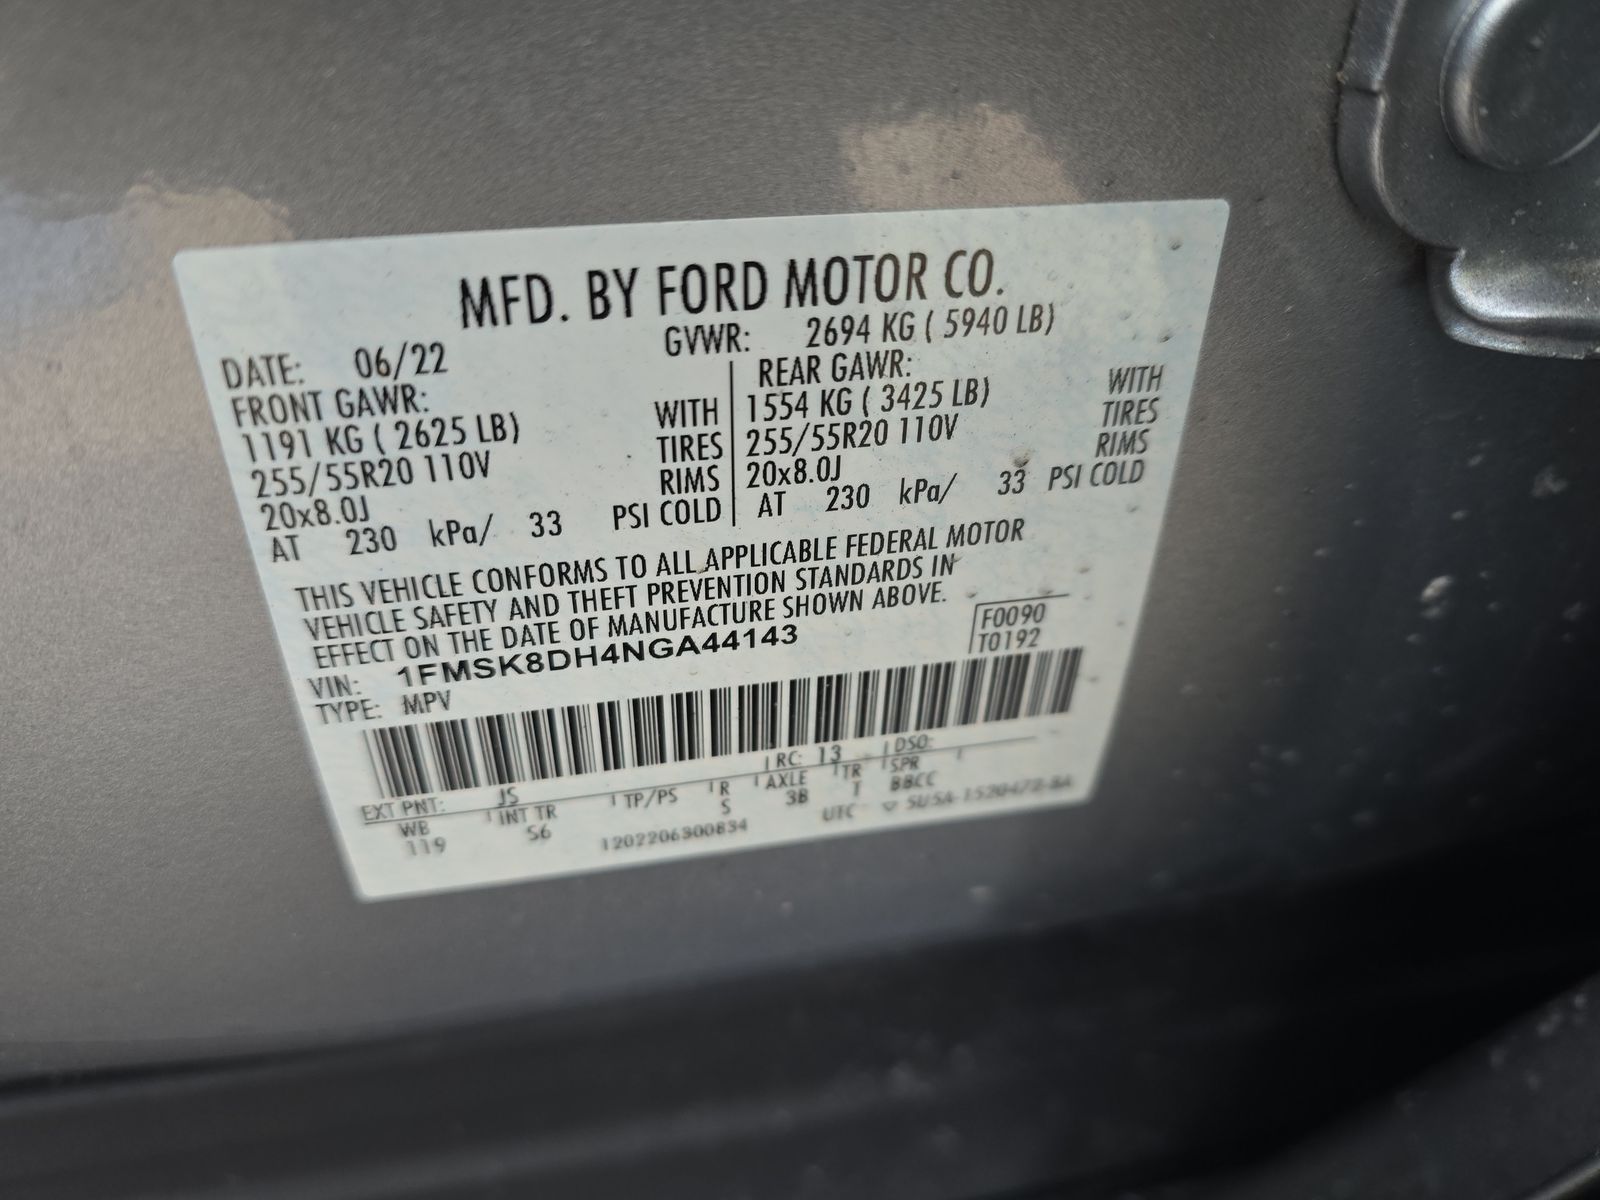 MFD. BY FORD MOTOR CO.
DATE: 06/22 GVWR: 2694 KG ( 5940 LB)
FRONT GAWR:
1191 KG ( 2625 LB) WITH
255/55R20 110V TIRES
20x8.0J RIMS
AT 230 kPa/ 33 PSI COLD
REAR GAWR:
1554 KG ( 3425 LB) WITH
255/55R20 110V TIRES
20x8.0J RIMS
AT 230 kPa/ 33 PSI COLD
THIS VEHICLE CONFORMS TO ALL APPLICABLE FEDERAL MOTOR
VEHICLE SAFETY AND THEFT PREVENTION STANDARDS IN
EFFECT ON THE DATE OF MANUFACTURE SHOWN ABOVE.
VIN: 1FMSK8DH4NGA44143
TYPE: MPV
F0090
T0192
EXT PNT: JS RC: 13 DSO:
WB INT TR TP/PS R AXLE TR SPR
119 S6 S 3B T BBCC
1202206300834 UTC